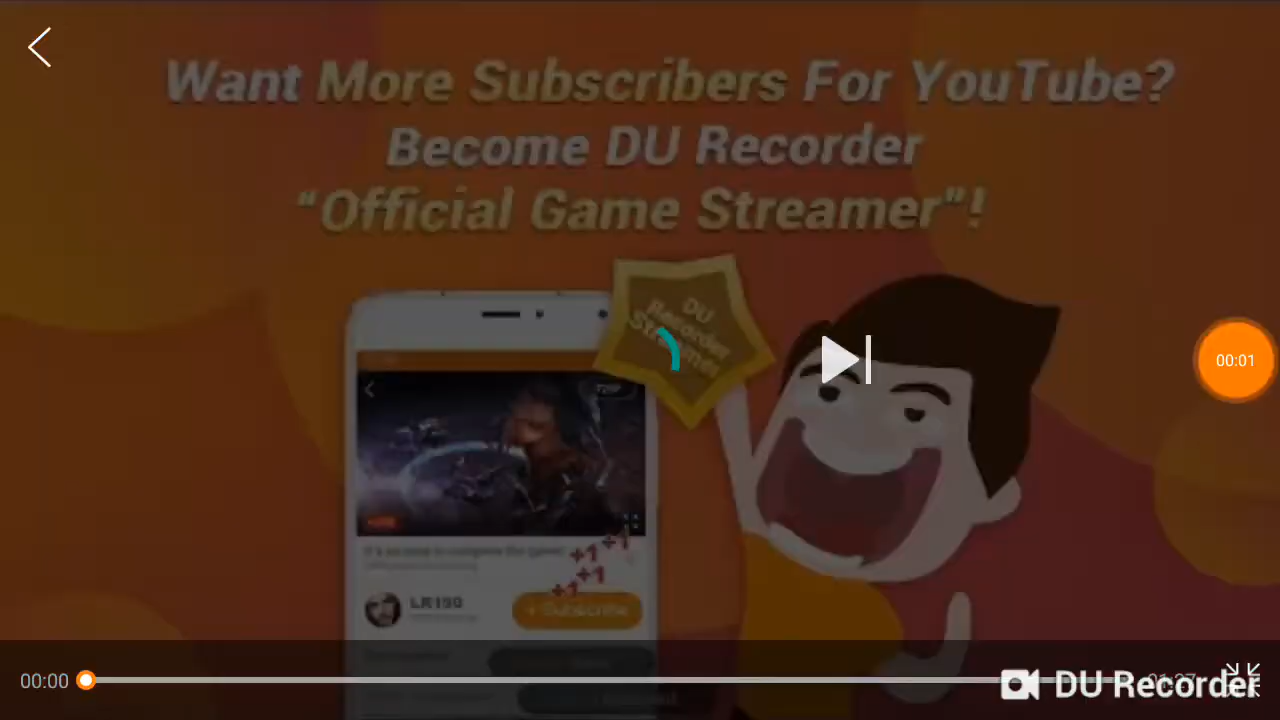 Want More Subscribers For YouTube?
Become DU Recorder
"Official Game Streamer"!
DU
Recorder
720P
00:01
+1 +1
+1 +1
LR190
+ Subscribe
00:00
DU Recorder